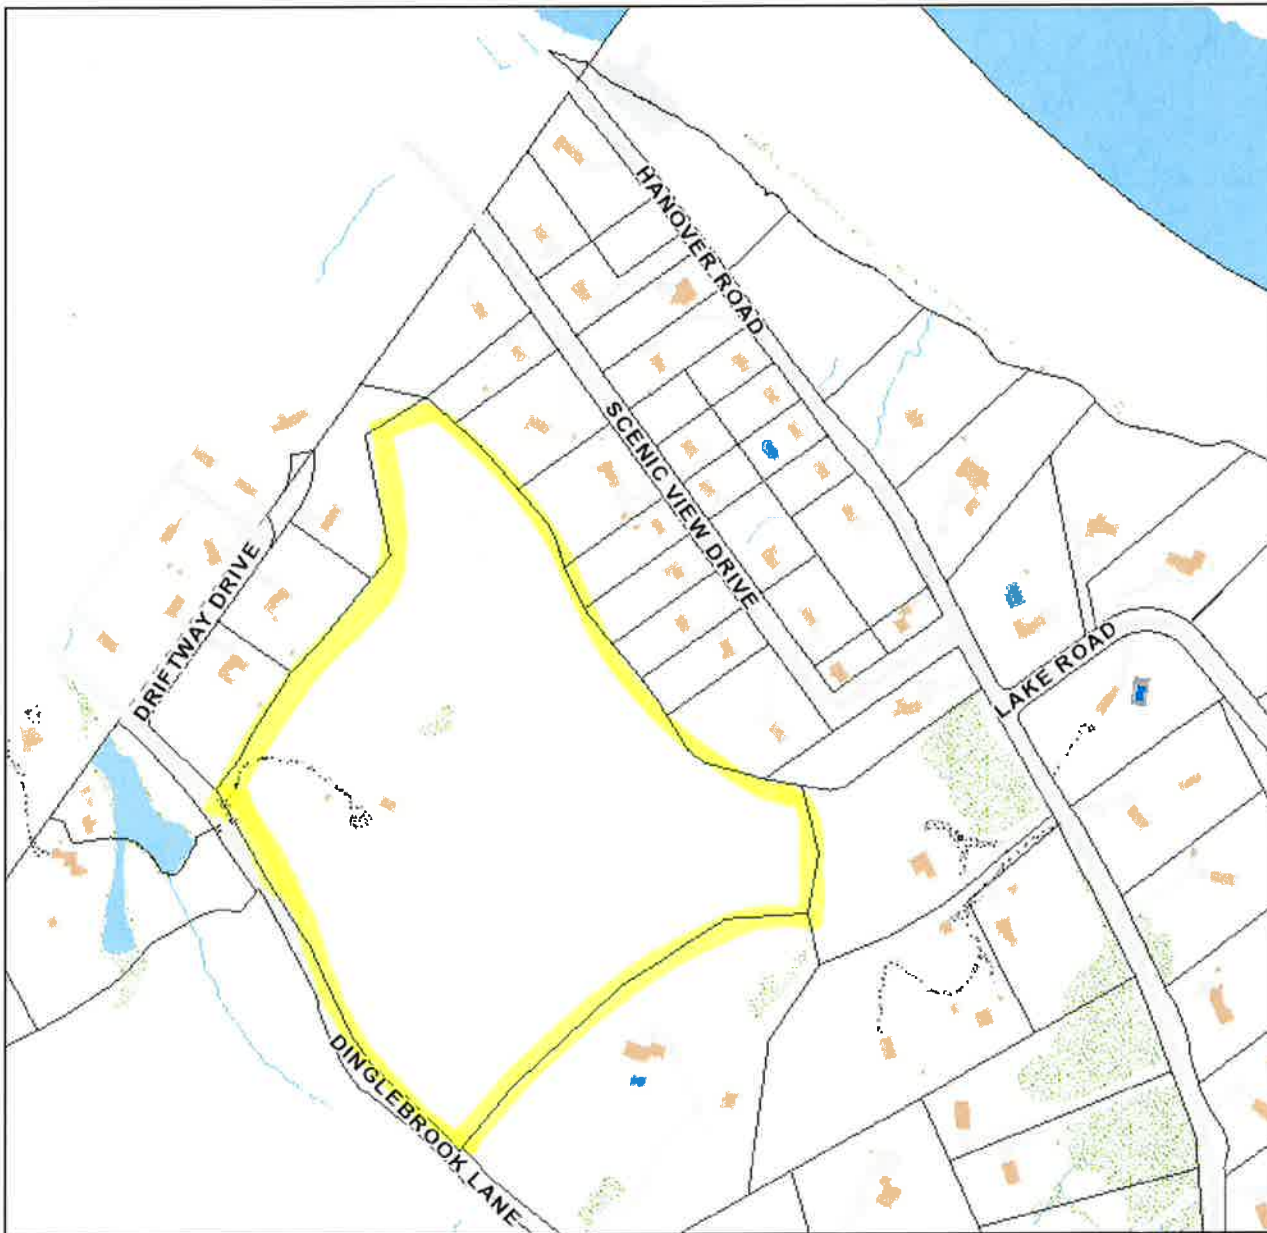 HANOVER ROAD
SCENIC VIEW DRIVE
DRIFTWAY DRIVE
LAKE ROAD
DINGLEBROOK LANE